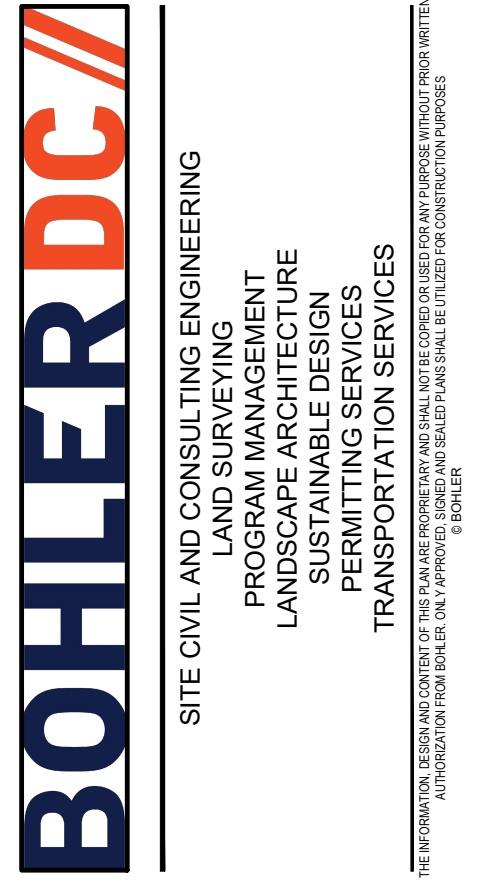 BOHLER DC//
SITE CIVIL AND CONSULTING ENGINEERING
LAND SURVEYING
PROGRAM MANAGEMENT
LANDSCAPE ARCHITECTURE
SUSTAINABLE DESIGN
PERMITTING SERVICES
TRANSPORTATION SERVICES
THE INFORMATION, DESIGN AND CONTENT OF THIS PLAN ARE PROPRIETARY AND SHALL NOT BE COPIED OR USED FOR ANY PURPOSE WITHOUT PRIOR WRITTEN
AUTHORIZATION FROM BOHLER. ONLY APPROVED, SIGNED AND SEALED PLANS SHALL BE UTILIZED FOR CONSTRUCTION PURPOSES
© BOHLER